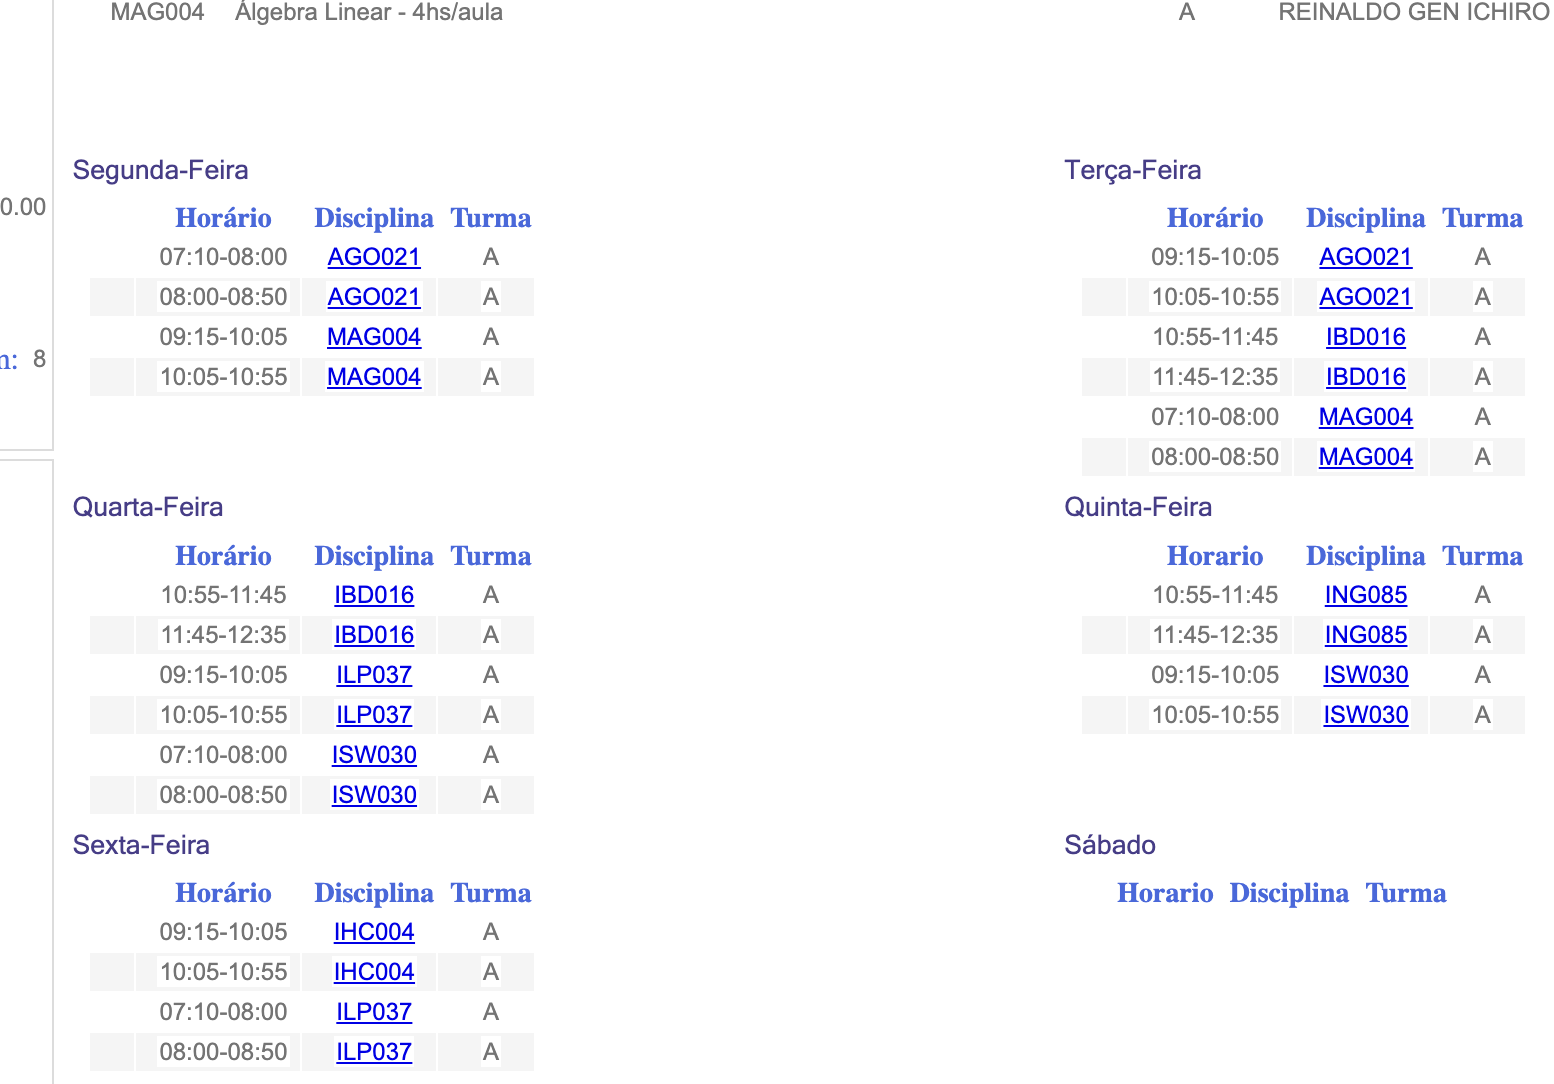 MAG004 Álgebra Linear - 4hs/aula A REINALDO GEN ICHIRO
0.00
n: 8
Segunda-Feira
Horário Disciplina Turma
07:10-08:00 AGO021 A
08:00-08:50 AGO021 A
09:15-10:05 MAG004 A
10:05-10:55 MAG004 A
Terça-Feira
Horário Disciplina Turma
09:15-10:05 AGO021 A
10:05-10:55 AGO021 A
10:55-11:45 IBD016 A
11:45-12:35 IBD016 A
07:10-08:00 MAG004 A
08:00-08:50 MAG004 A
Quarta-Feira
Horário Disciplina Turma
10:55-11:45 IBD016 A
11:45-12:35 IBD016 A
09:15-10:05 ILP037 A
10:05-10:55 ILP037 A
07:10-08:00 ISW030 A
08:00-08:50 ISW030 A
Quinta-Feira
Horario Disciplina Turma
10:55-11:45 ING085 A
11:45-12:35 ING085 A
09:15-10:05 ISW030 A
10:05-10:55 ISW030 A
Sexta-Feira
Horário Disciplina Turma
09:15-10:05 IHC004 A
10:05-10:55 IHC004 A
07:10-08:00 ILP037 A
08:00-08:50 ILP037 A
Sábado
Horario Disciplina Turma